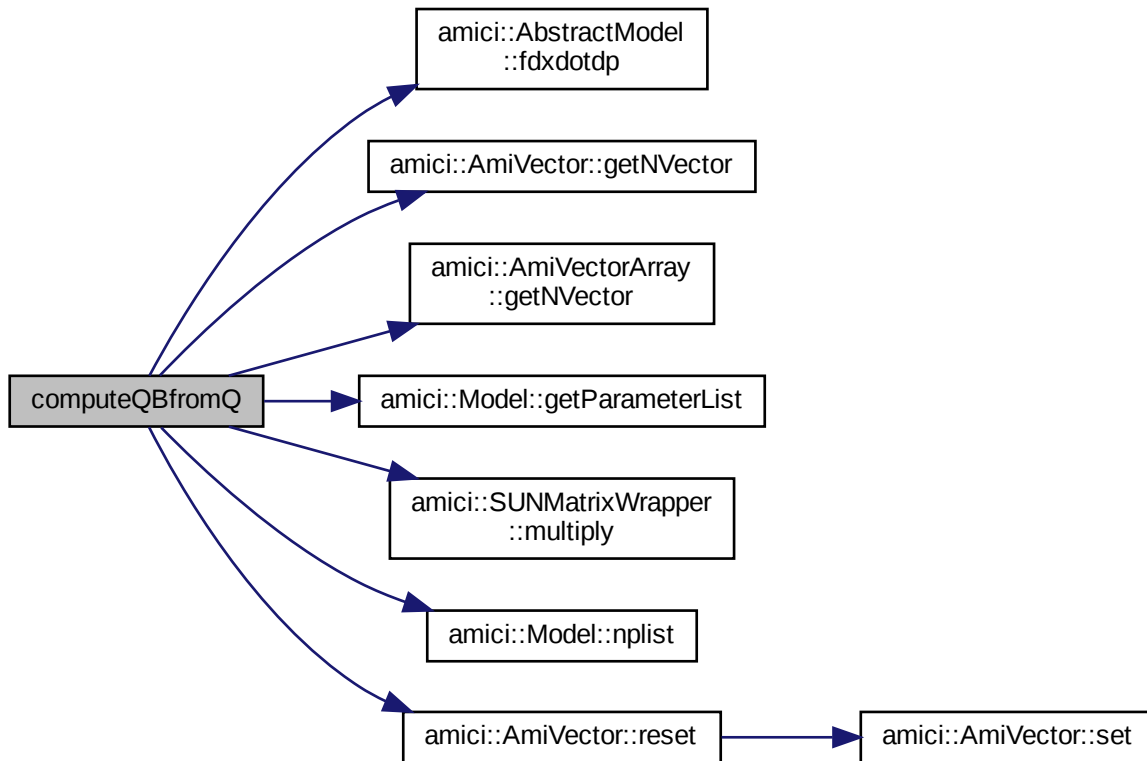 amici::AbstractModel
::fdxdotdp
amici::AmiVector::getNVector
amici::AmiVectorArray
::getNVector
computeQBfromQ
amici::Model::getParameterList
amici::SUNMatrixWrapper
::multiply
amici::Model::nplist
amici::AmiVector::reset
amici::AmiVector::set